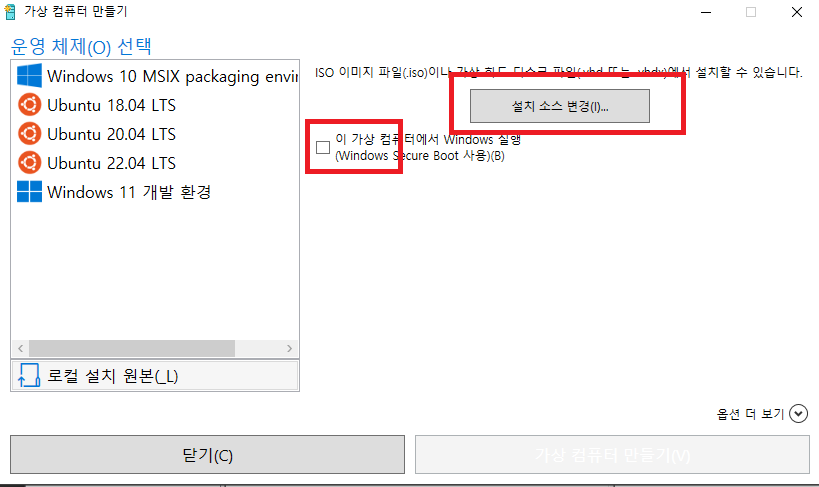 가상 컴퓨터 만들기
운영 체제(O) 선택
Windows 10 MSIX packaging envir
Ubuntu 18.04 LTS
Ubuntu 20.04 LTS
Ubuntu 22.04 LTS
Windows 11 개발 환경
로컬 설치 원본(_L)
ISO 이미지 파일(.iso)이나 가상 하드 디스크 파일(.vhd 또는 .vhdx)에서 설치할 수 있습니다.
설치 소스 변경(I)...
이 가상 컴퓨터에서 Windows 실행
(Windows Secure Boot 사용)(B)
옵션 더 보기
닫기(C)
가상 컴퓨터 만들기(V)